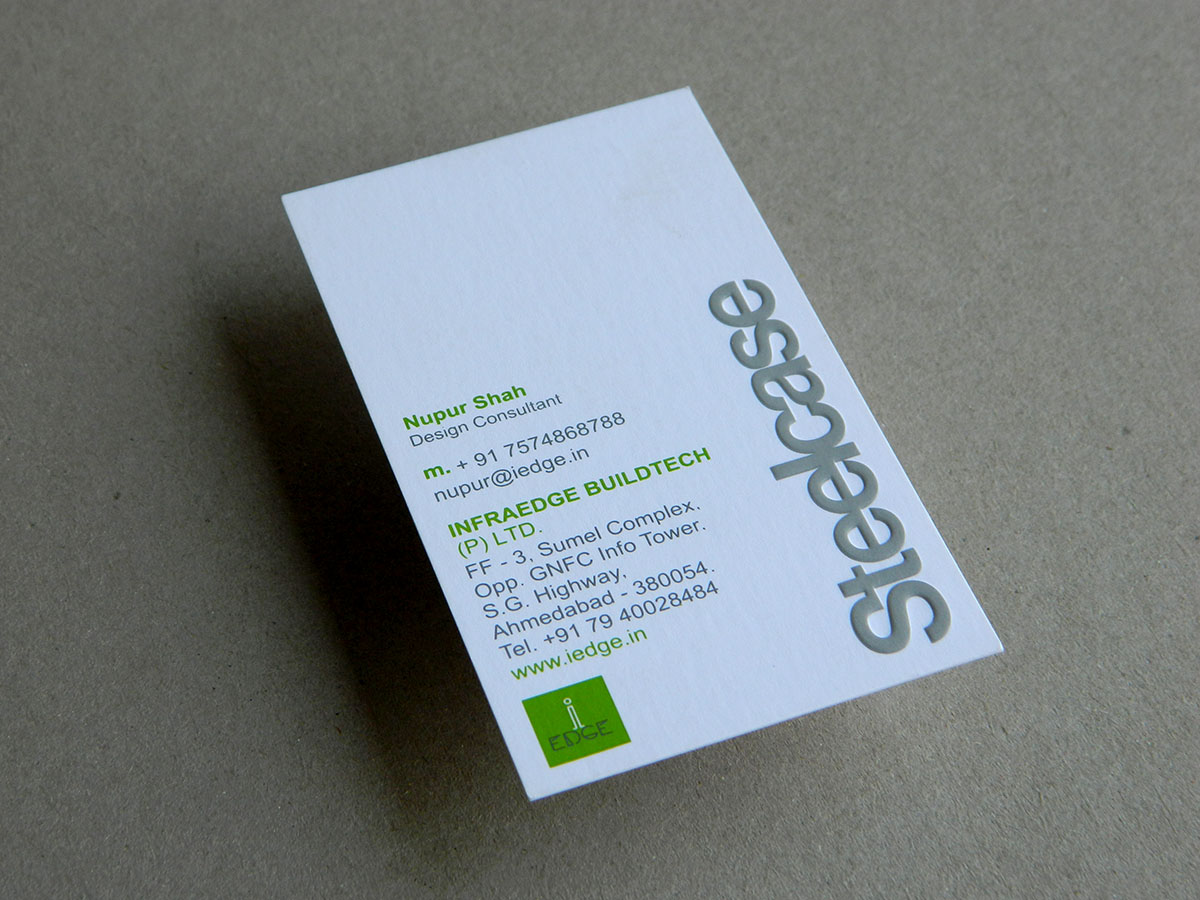 Nupur Shah
Design Consultant
m. + 91 7574868788
nupur@iedge.in
INFRAEDGE BUILDTECH
(P) LTD.
FF - 3, Sumel Complex.
Opp. GNFC Info Tower.
S.G. Highway,
Ahmedabad - 380054.
Tel. +91 79 40028484
www.iedge.in
i
EDGE
Steelcase